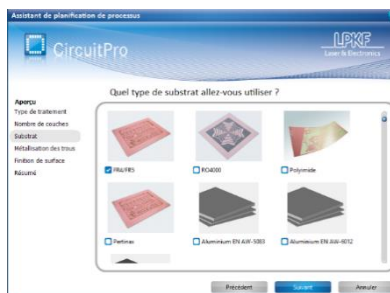 Assistant de planification de processus
CircuitPro
LPKF
Laser & Electronics
Quel type de substrat allez-vous utiliser ?
Aperçu
Type de traitement
Nombre de couches
Substrat
Métallisation des trous
Finition de surface
Résumé
FR4/FR5
RO4000
Polyimide
Pertinax
Aluminium EN AW-5083
Aluminium EN AW-6012
Précédent
Suivant
Annuler